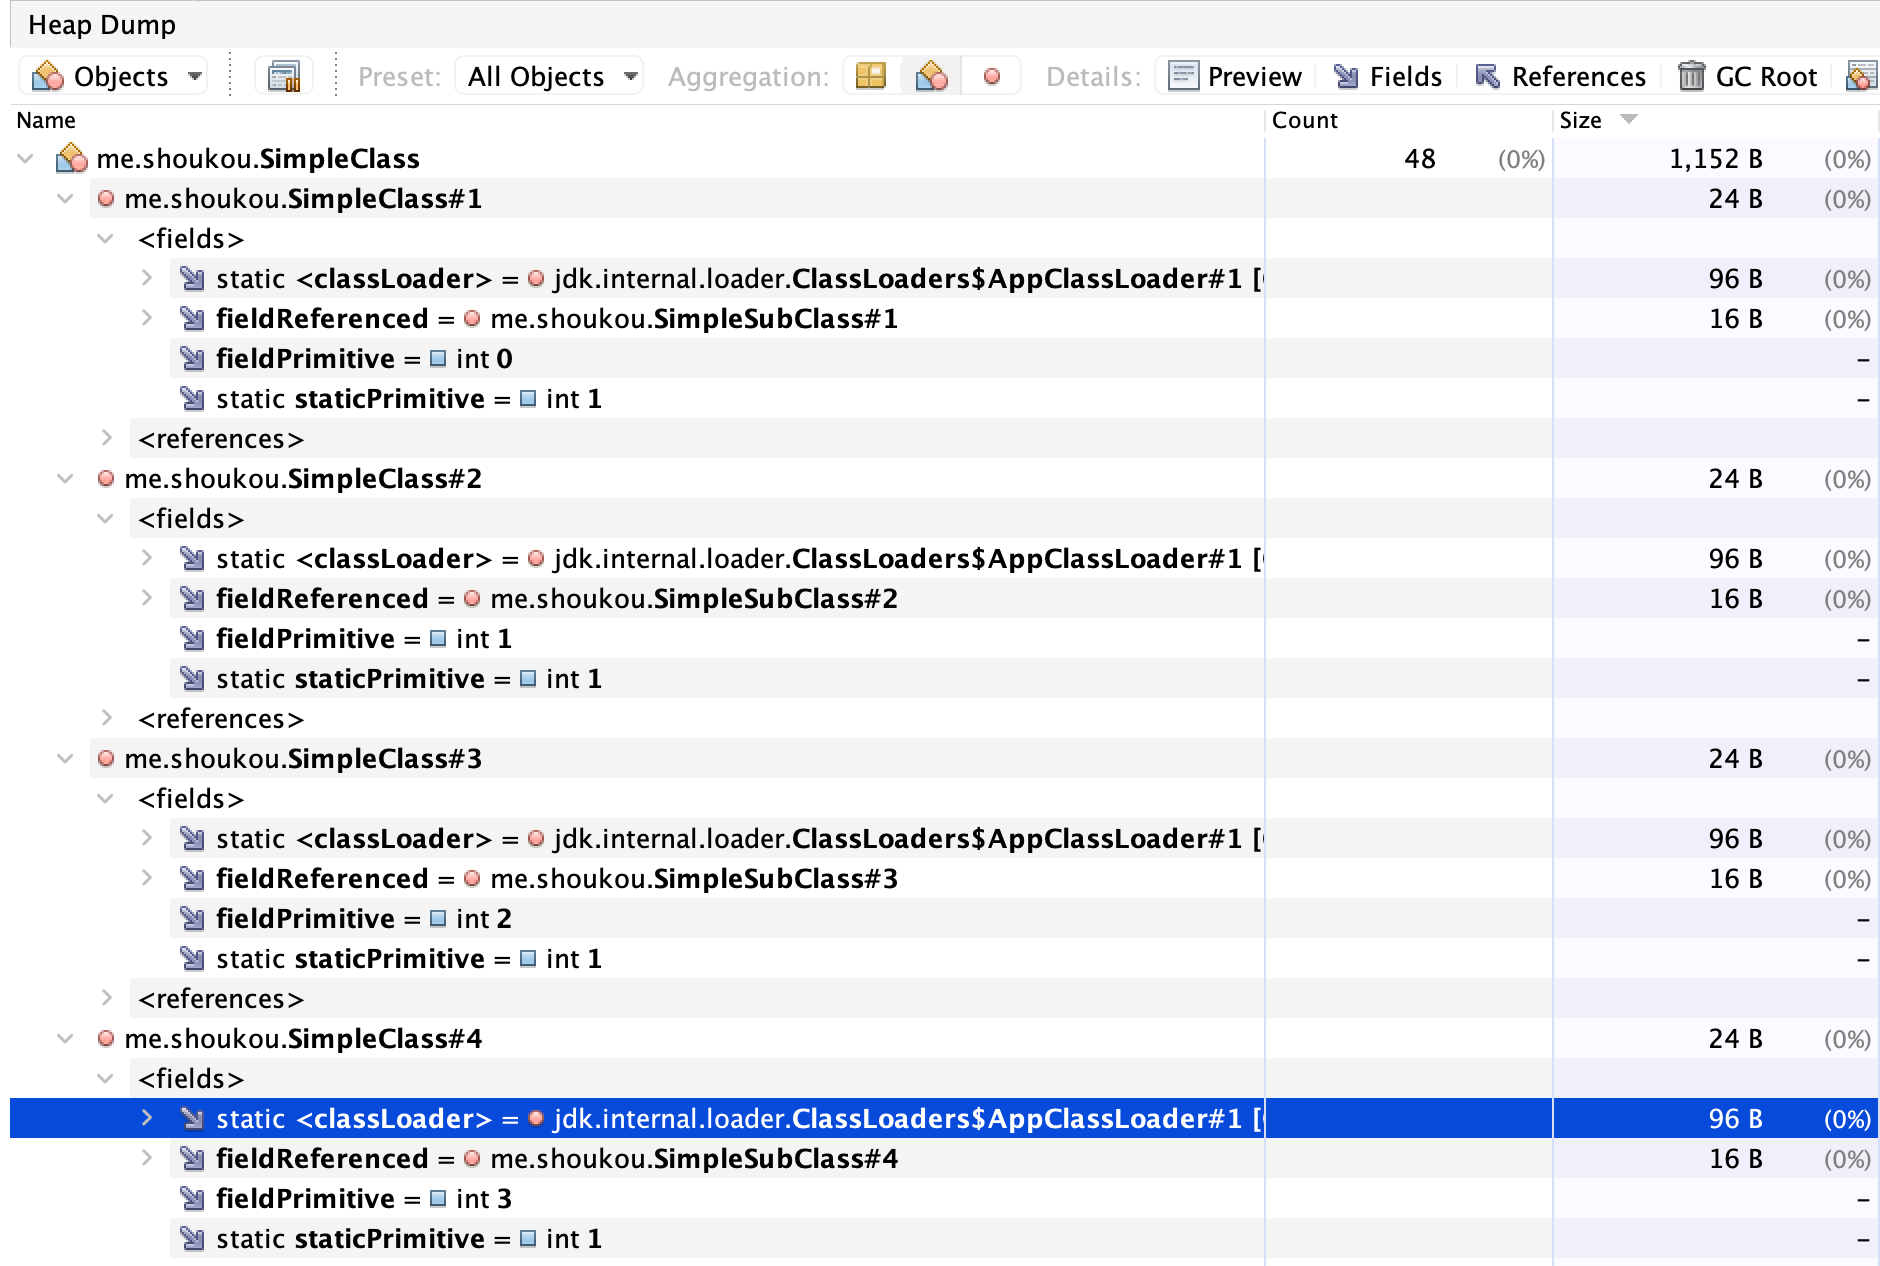 Heap Dump
Objects Preset: All Objects Aggregation: Details: Preview Fields References GC Root
Name Count Size
me.shoukou.SimpleClass 48 (0%) 1,152 B (0%)
me.shoukou.SimpleClass#1 24 B (0%)
<fields>
static <classLoader> = jdk.internal.loader.ClassLoaders$AppClassLoader#1 [ 96 B (0%)
fieldReferenced = me.shoukou.SimpleSubClass#1 16 B (0%)
fieldPrimitive = int 0 –
static staticPrimitive = int 1 –
<references>
me.shoukou.SimpleClass#2 24 B (0%)
<fields>
static <classLoader> = jdk.internal.loader.ClassLoaders$AppClassLoader#1 [ 96 B (0%)
fieldReferenced = me.shoukou.SimpleSubClass#2 16 B (0%)
fieldPrimitive = int 1 –
static staticPrimitive = int 1 –
<references>
me.shoukou.SimpleClass#3 24 B (0%)
<fields>
static <classLoader> = jdk.internal.loader.ClassLoaders$AppClassLoader#1 [ 96 B (0%)
fieldReferenced = me.shoukou.SimpleSubClass#3 16 B (0%)
fieldPrimitive = int 2 –
static staticPrimitive = int 1 –
<references>
me.shoukou.SimpleClass#4 24 B (0%)
<fields>
static <classLoader> = jdk.internal.loader.ClassLoaders$AppClassLoader#1 [ 96 B (0%)
fieldReferenced = me.shoukou.SimpleSubClass#4 16 B (0%)
fieldPrimitive = int 3 –
static staticPrimitive = int 1 –